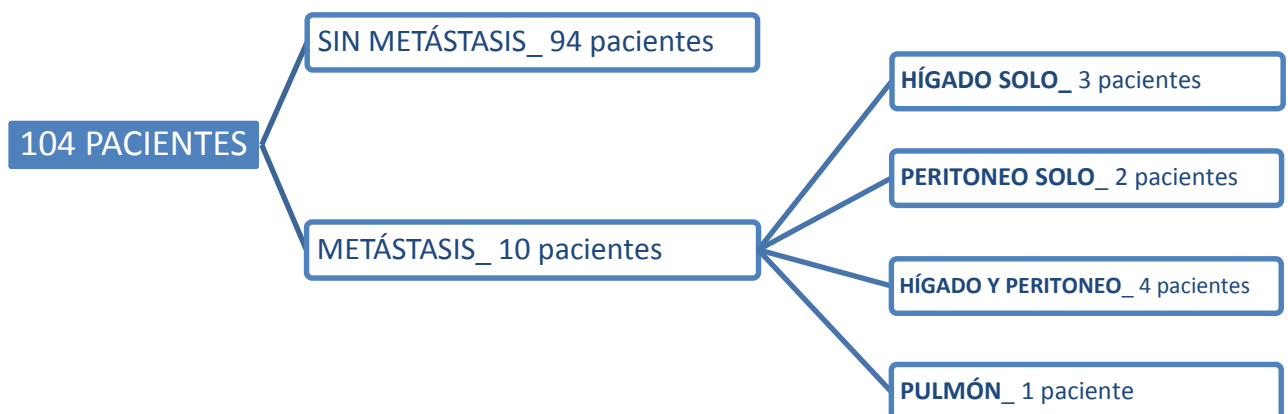 SIN METÁSTASIS_ 94 pacientes
HÍGADO SOLO_ 3 pacientes
104 PACIENTES
PERITONEO SOLO_ 2 pacientes
METÁSTASIS_ 10 pacientes
HÍGADO Y PERITONEO_ 4 pacientes
PULMÓN_ 1 paciente